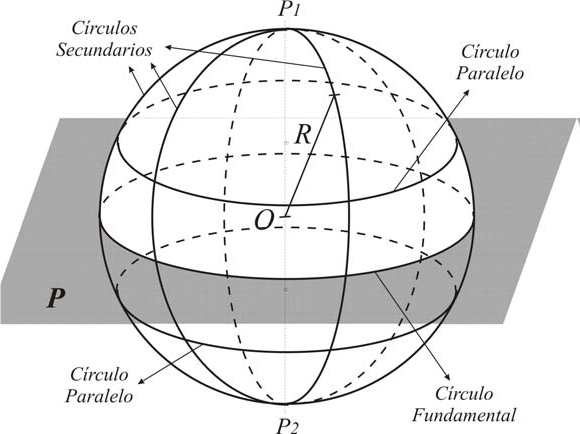 P1
Círculos
Secundarios
Círculo
Paralelo
R
O
P
Círculo
Paralelo
Círculo
Fundamental
P2